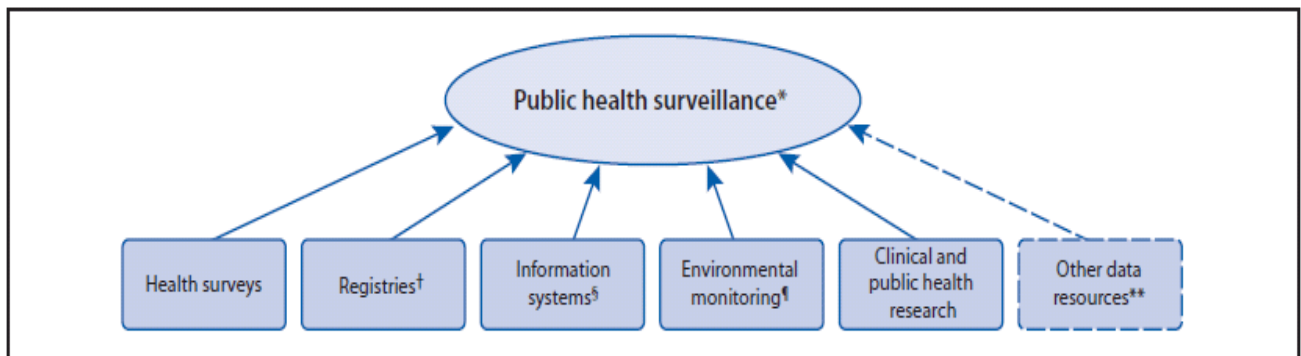 Public health surveillance*
Health surveys
Registries†
Information
systems§
Environmental
monitoring¶
Clinical and
public health
research
Other data
resources**